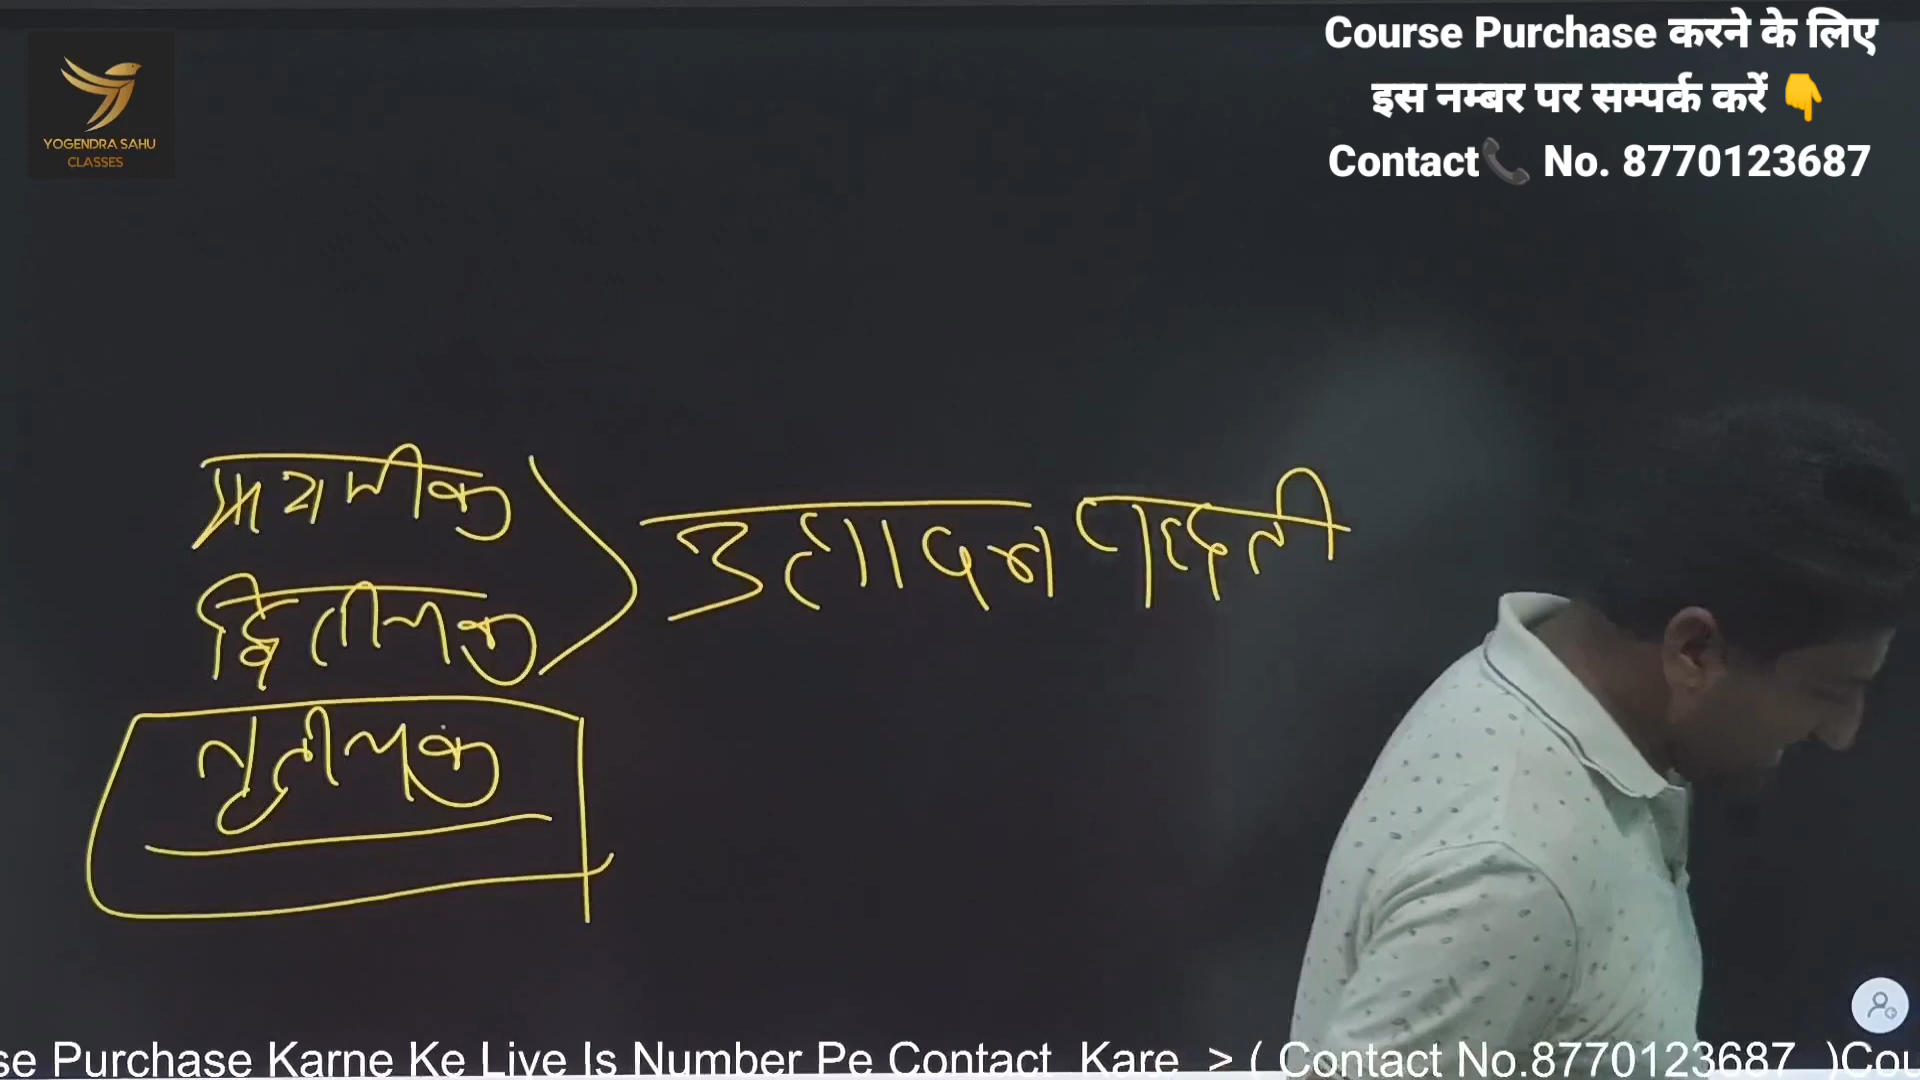 Course Purchase करने के लिए
इस नम्बर पर सम्पर्क करें 👇
Contact📞 No. 8770123687
YOGENDRA SAHU
CLASSES
प्राथमीक
द्वितीयक
तृतीयक
उत्पादन पद्धती
se Purchase Karne Ke Live Is Number Pe Contact Kare > ( Contact No.8770123687 )Cou